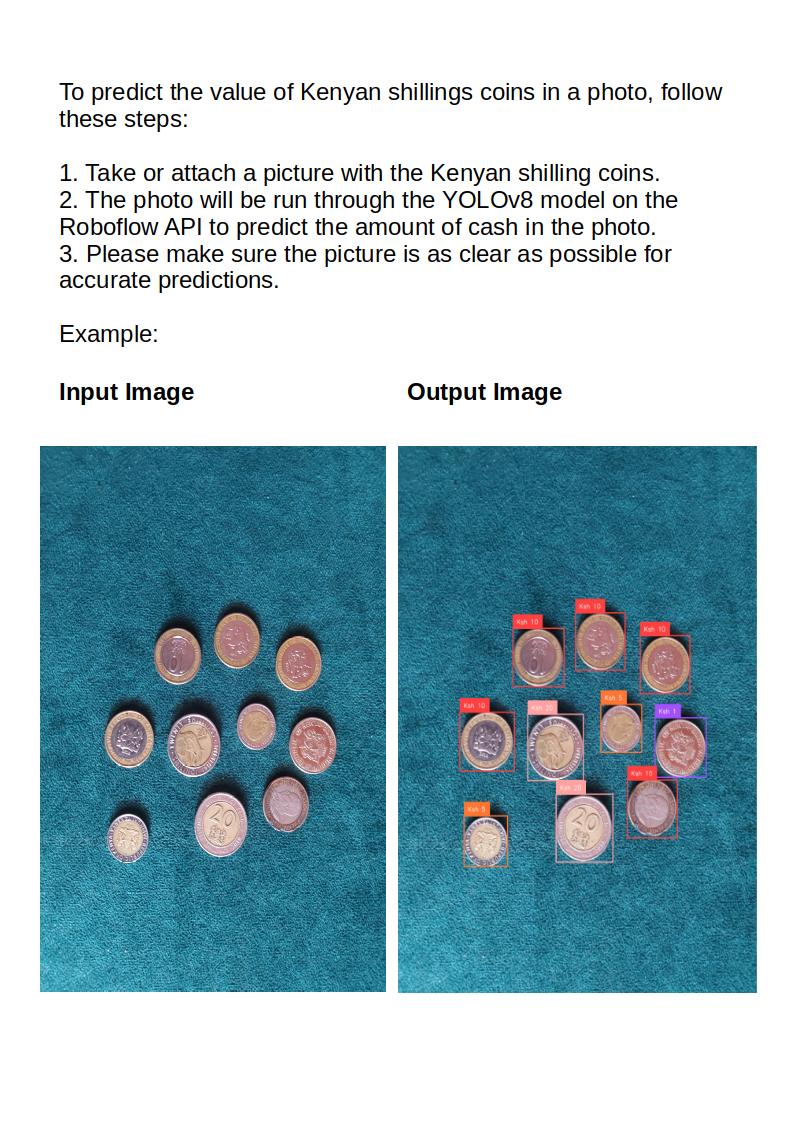 To predict the value of Kenyan shillings coins in a photo, follow
these steps:
1. Take or attach a picture with the Kenyan shilling coins.
2. The photo will be run through the YOLOv8 model on the
Roboflow API to predict the amount of cash in the photo.
3. Please make sure the picture is as clear as possible for
accurate predictions.
Example:
Input Image
Output Image
20
Ksh 10
Ksh 10
Ksh 10
Ksh 10
Ksh 20
Ksh 5
Ksh 1
Ksh 10
Ksh 20
20
Ksh 5